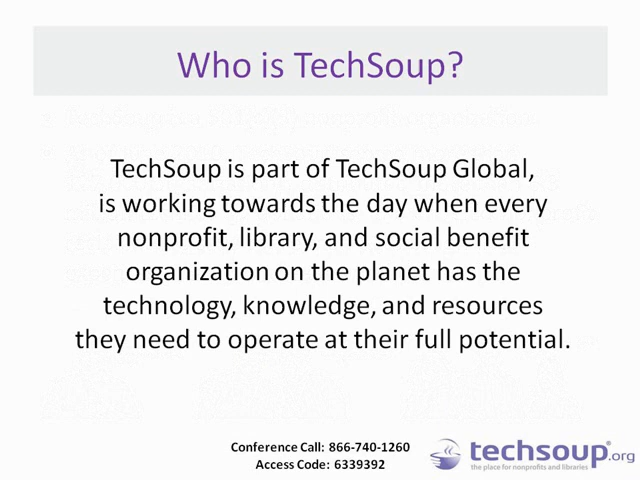 Who is TechSoup?
TechSoup is part of TechSoup Global,
is working towards the day when every
nonprofit, library, and social benefit
organization on the planet has the
technology, knowledge, and resources
they need to operate at their full potential.
Conference Call: 866-740-1260
Access Code: 6339392
techsoup.org
the place for nonprofits and libraries